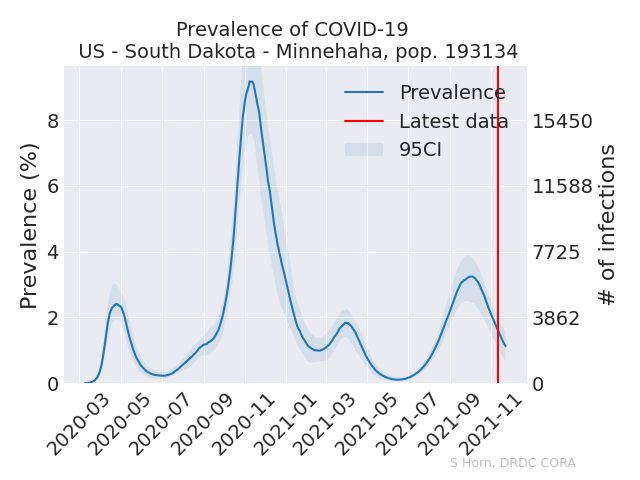 Prevalence of COVID-19
US - South Dakota - Minnehaha, pop. 193134
Prevalence
Latest data
95CI
Prevalence (%)
8
6
4
2
0
15450
11588
7725
3862
0
# of infections
2020-03
2020-05
2020-07
2020-09
2020-11
2021-01
2021-03
2021-05
2021-07
2021-09
2021-11
S Horn, DRDC CORA